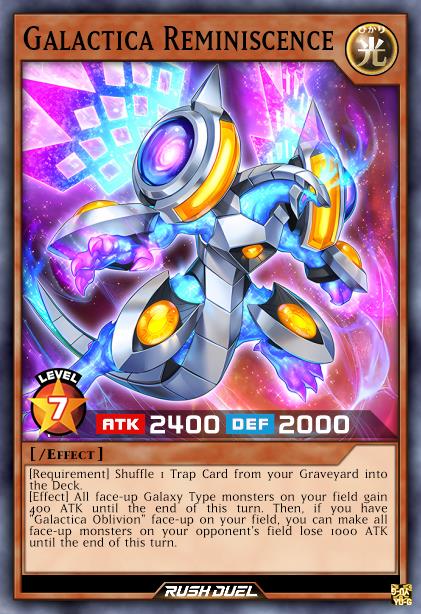 GALACTICA REMINISCENCE
ひかり
光
LEVEL
7
ATK 2400 DEF 2000
[ /EFFECT ]
[Requirement] Shuffle 1 Trap Card from your Graveyard into
the Deck.
[Effect] All face-up Galaxy Type monsters on your field gain
400 ATK until the end of this turn. Then, if you have
"Galactica Oblivion" face-up on your field, you can make all
face-up monsters on your opponent's field lose 1000 ATK
until the end of this turn.
RUSH DUEL